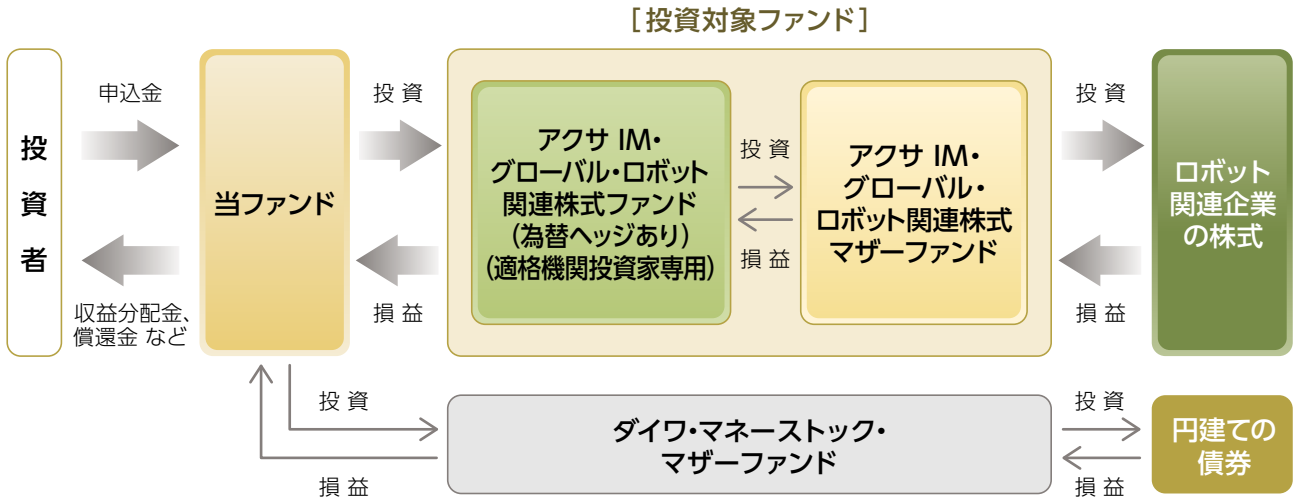 [投資対象ファンド]
投資者
申込金
収益分配金、
償還金 など
当ファンド
投 資
損 益
アクサ IM・
グローバル・ロボット
関連株式ファンド
(為替ヘッジあり)
(適格機関投資家専用)
投 資
損 益
アクサ IM・
グローバル・
ロボット関連株式
マザーファンド
投 資
損 益
ロボット
関連企業
の株式
投 資
損 益
ダイワ・マネーストック・
マザーファンド
投 資
損 益
円建ての
債券